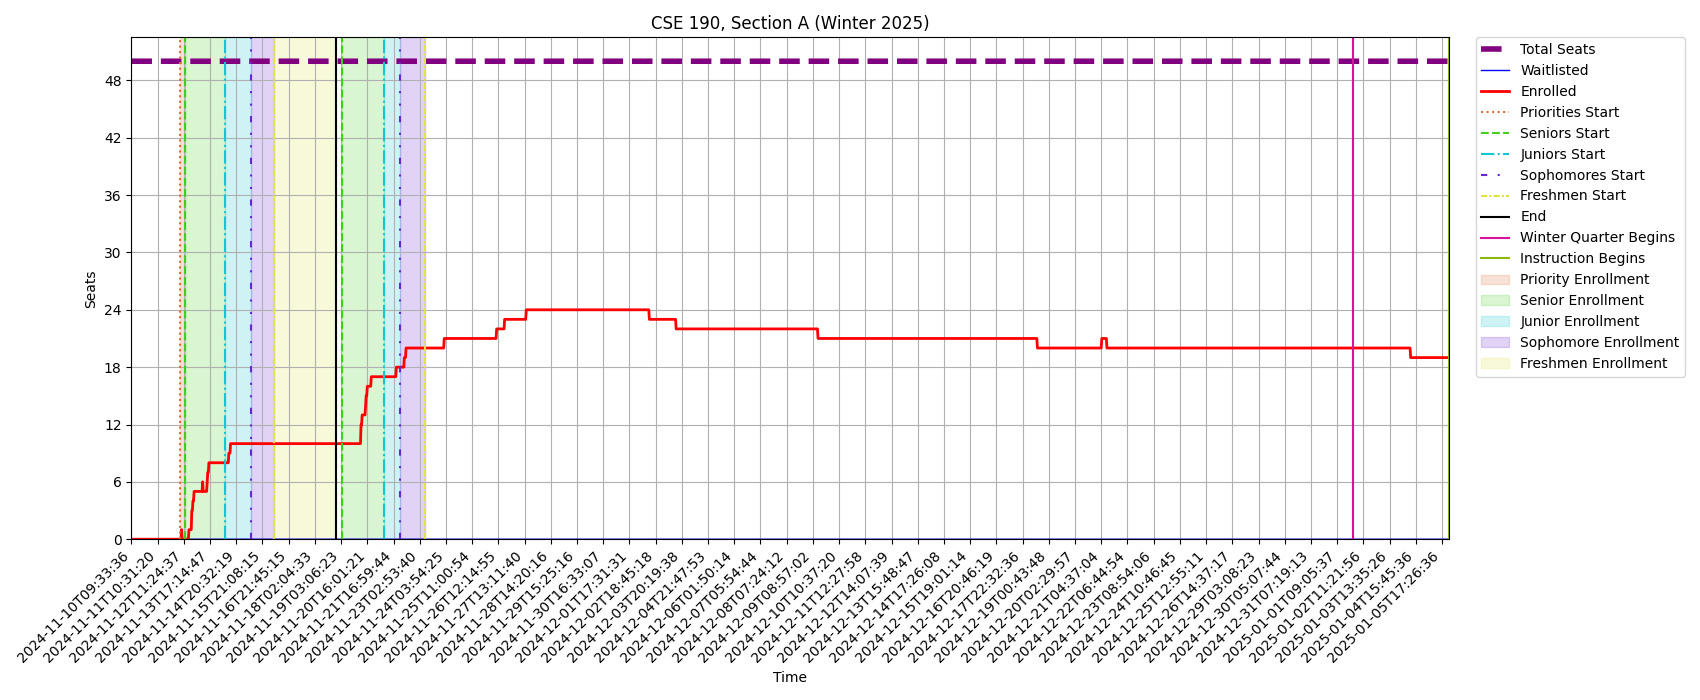 CSE 190, Section A (Winter 2025)
Seats
48
42
36
30
24
18
12
6
0
2024-11-10T09:33:36
2024-11-11T10:31:20
2024-11-12T11:24:37
2024-11-13T17:14:47
2024-11-14T20:32:19
2024-11-15T21:08:15
2024-11-16T21:45:15
2024-11-18T02:04:33
2024-11-19T03:06:23
2024-11-20T16:01:21
2024-11-21T16:59:44
2024-11-23T02:53:40
2024-11-24T03:54:25
2024-11-25T11:00:54
2024-11-26T12:14:55
2024-11-27T13:11:40
2024-11-28T14:20:16
2024-11-29T15:25:16
2024-11-30T16:33:07
2024-12-01T17:31:31
2024-12-02T18:45:18
2024-12-03T20:19:38
2024-12-04T21:47:53
2024-12-06T01:50:14
2024-12-07T05:54:44
2024-12-08T07:24:12
2024-12-09T08:57:02
2024-12-10T10:37:20
2024-12-11T12:27:58
2024-12-12T14:07:39
2024-12-13T15:48:47
2024-12-14T17:26:08
2024-12-15T19:01:14
2024-12-16T20:46:19
2024-12-17T22:32:36
2024-12-19T00:43:48
2024-12-20T02:29:57
2024-12-21T04:37:04
2024-12-22T06:44:54
2024-12-23T08:54:06
2024-12-24T10:46:45
2024-12-25T12:55:11
2024-12-26T14:37:17
2024-12-29T03:08:23
2024-12-30T05:07:44
2024-12-31T07:19:13
2025-01-01T09:05:37
2025-01-02T11:21:56
2025-01-03T13:35:26
2025-01-04T15:45:36
2025-01-05T17:26:36
Time
Total Seats
Waitlisted
Enrolled
Priorities Start
Seniors Start
Juniors Start
Sophomores Start
Freshmen Start
End
Winter Quarter Begins
Instruction Begins
Priority Enrollment
Senior Enrollment
Junior Enrollment
Sophomore Enrollment
Freshmen Enrollment